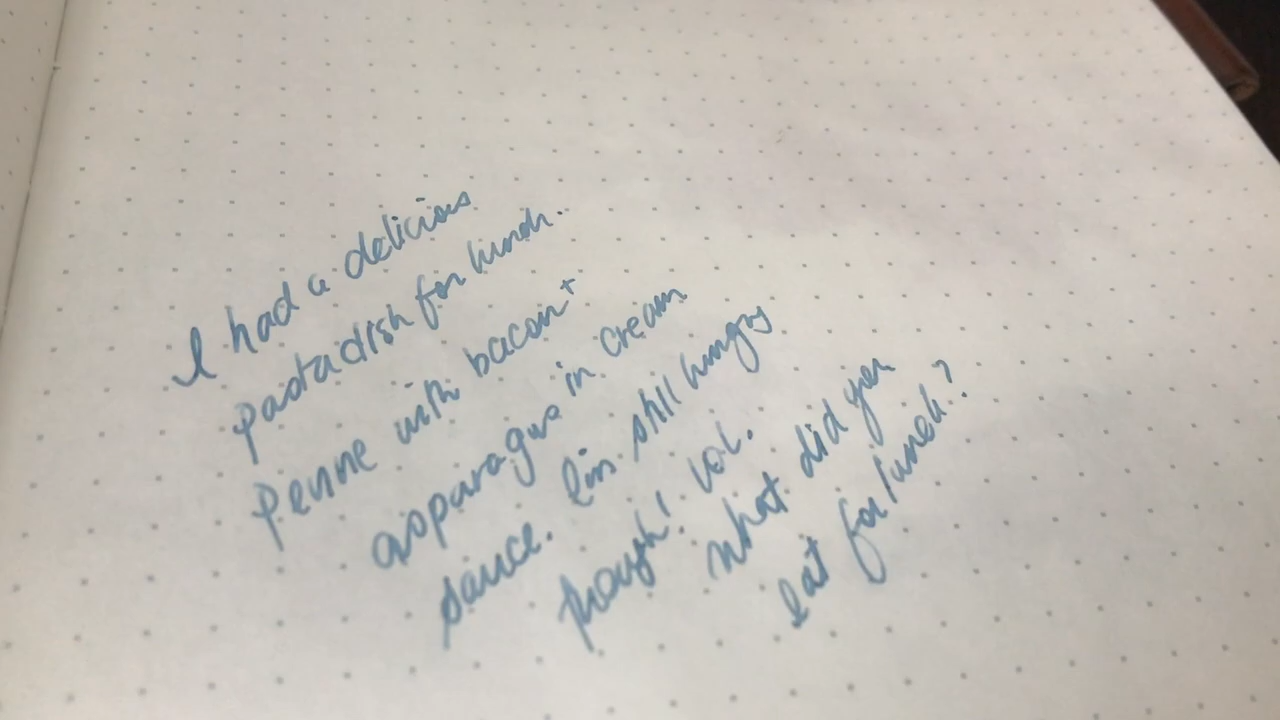 I had a delicious
pasta dish for lunch.
Penne with bacon +
asparagus in cream
sauce. I'm still hungry
though! lol.
What did you
eat for lunch?